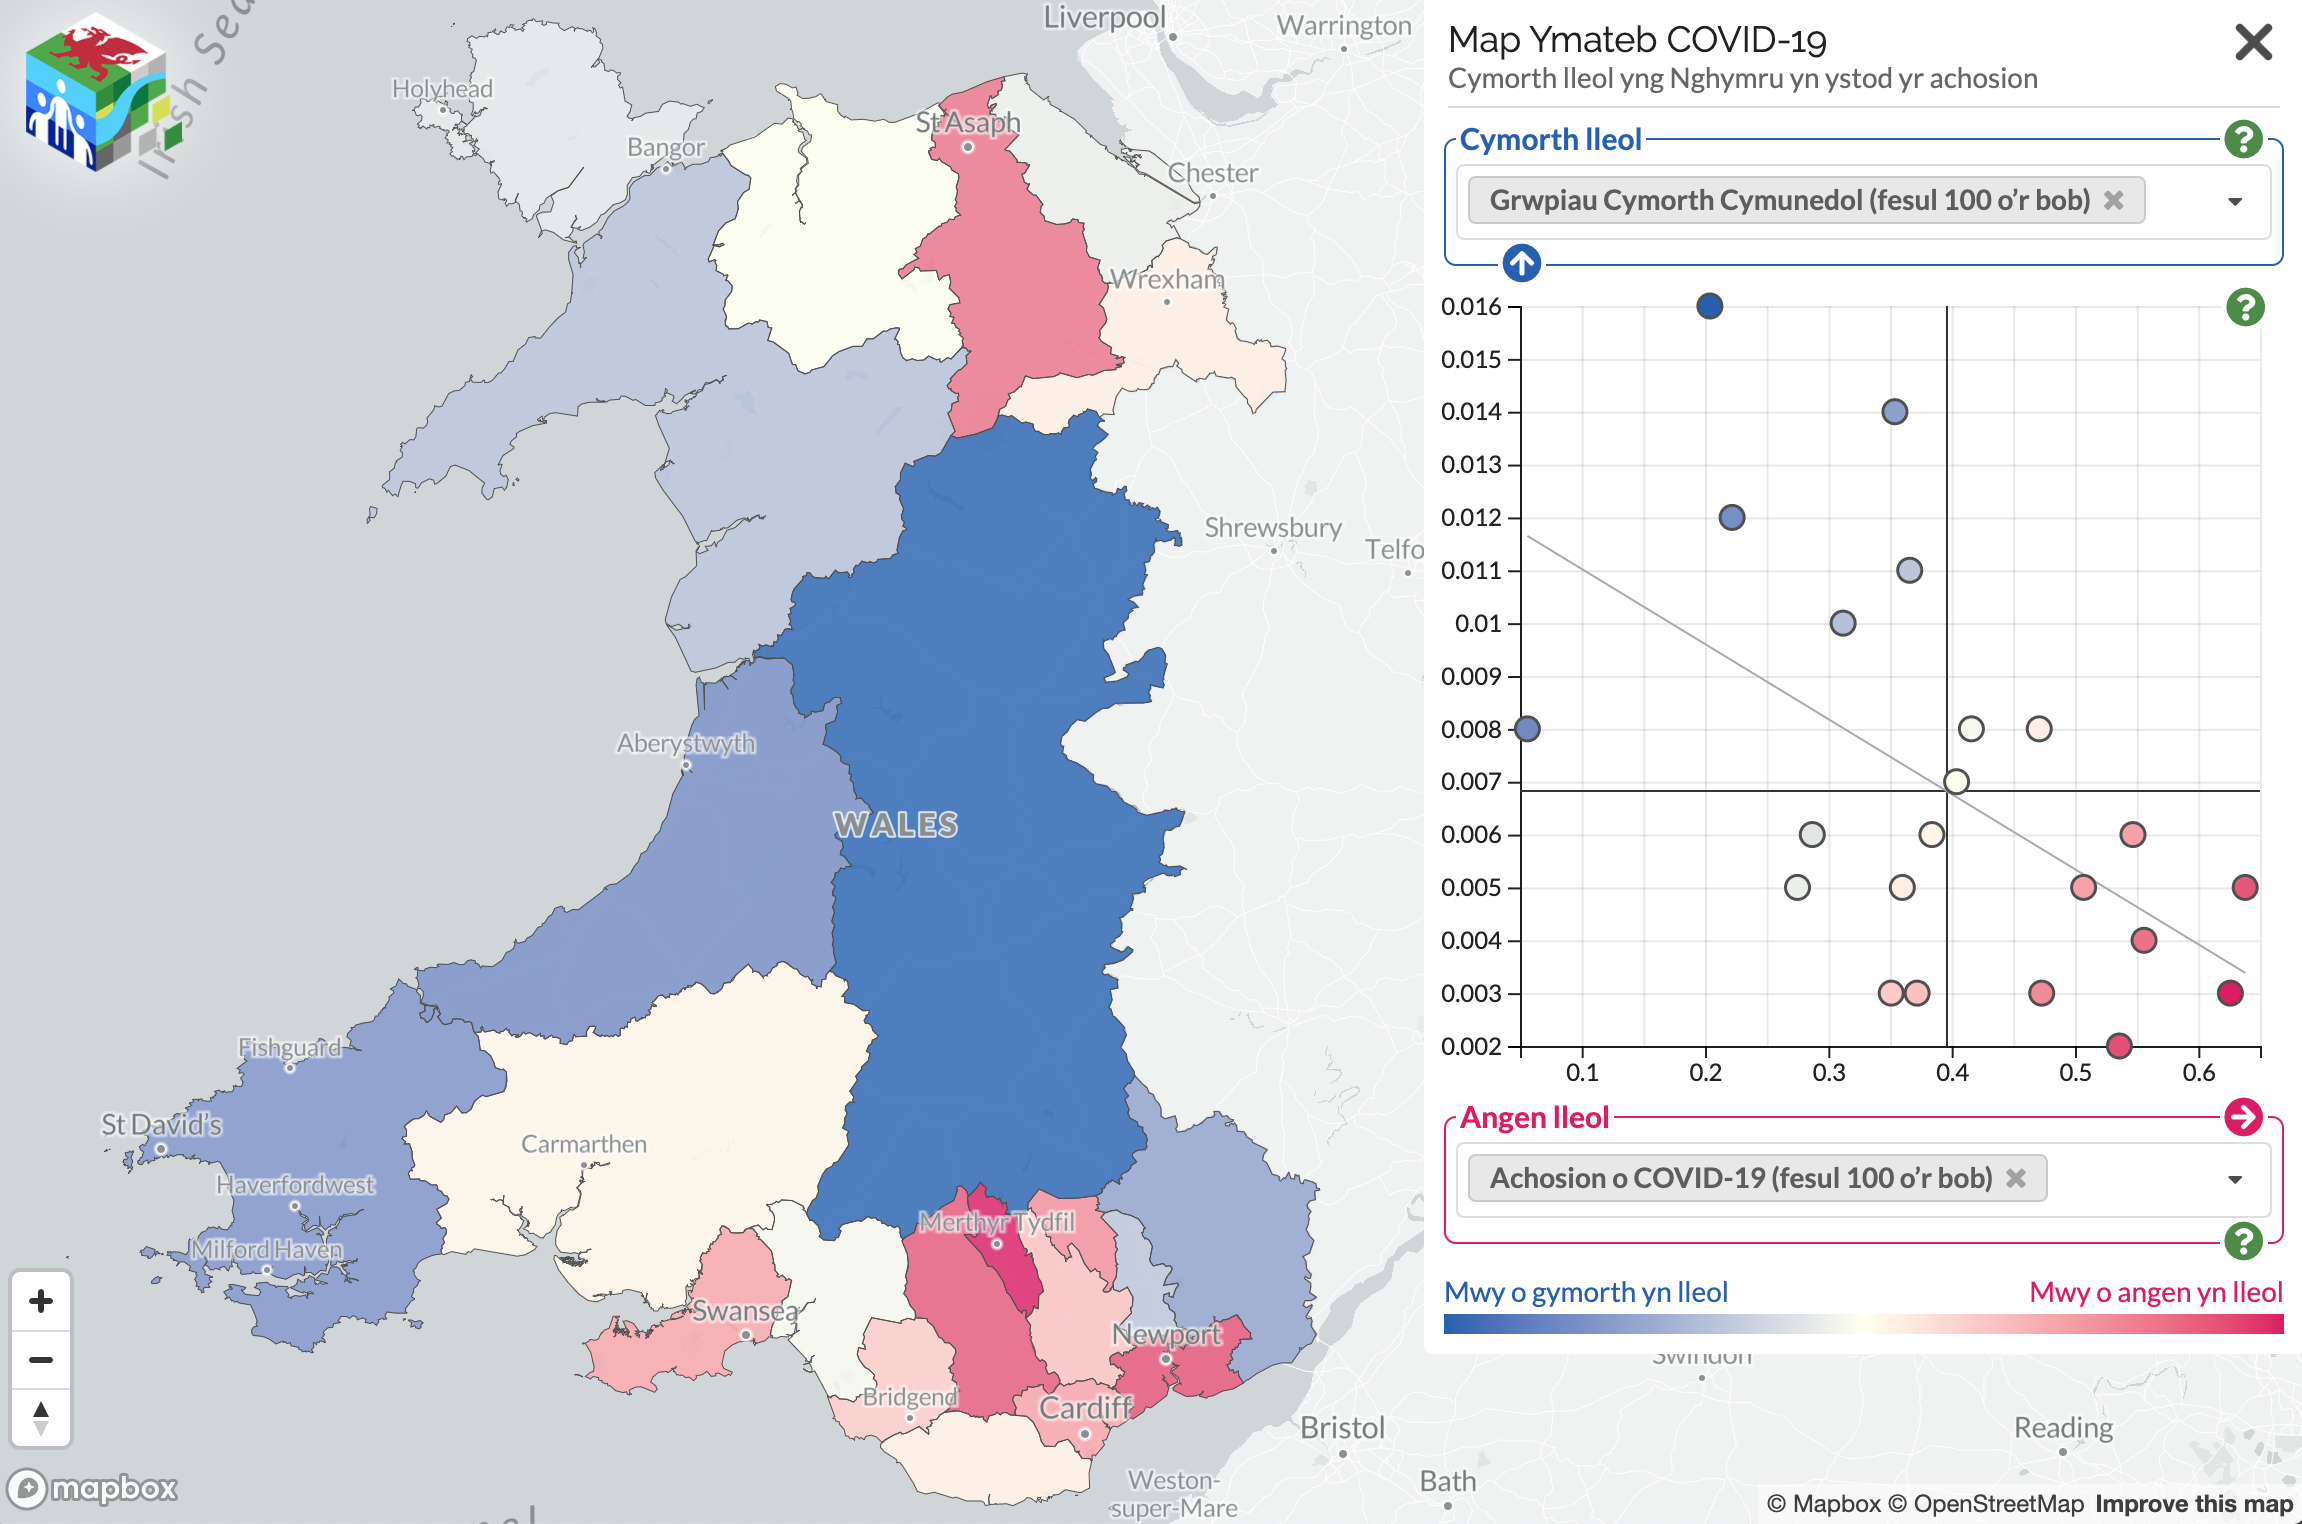 Irish Sea
Holyhead
Bangor
St Asaph
Liverpool
Warrington
Chester
Wrexham
Shrewsbury
Telfo
Aberystwyth
WALES
Fishguard
St David's
Haverfordwest
Milford Haven
Carmarthen
Merthyr Tydfil
Swansea
Newport
Bridgend
Cardiff
Bristol
Bath
Weston-
super-Mare
Swindon
Reading
nel
+
−
mapbox
Map Ymateb COVID-19
Cymorth lleol yng Nghymru yn ystod yr achosion
Cymorth lleol
?
Grwpiau Cymorth Cymunedol (fesul 100 o’r bob)
?
0.016
0.015
0.014
0.013
0.012
0.011
0.01
0.009
0.008
0.007
0.006
0.005
0.004
0.003
0.002
0.1 0.2 0.3 0.4 0.5 0.6
Angen lleol
Achosion o COVID-19 (fesul 100 o’r bob)
?
Mwy o gymorth yn lleol Mwy o angen yn lleol
© Mapbox © OpenStreetMap Improve this map